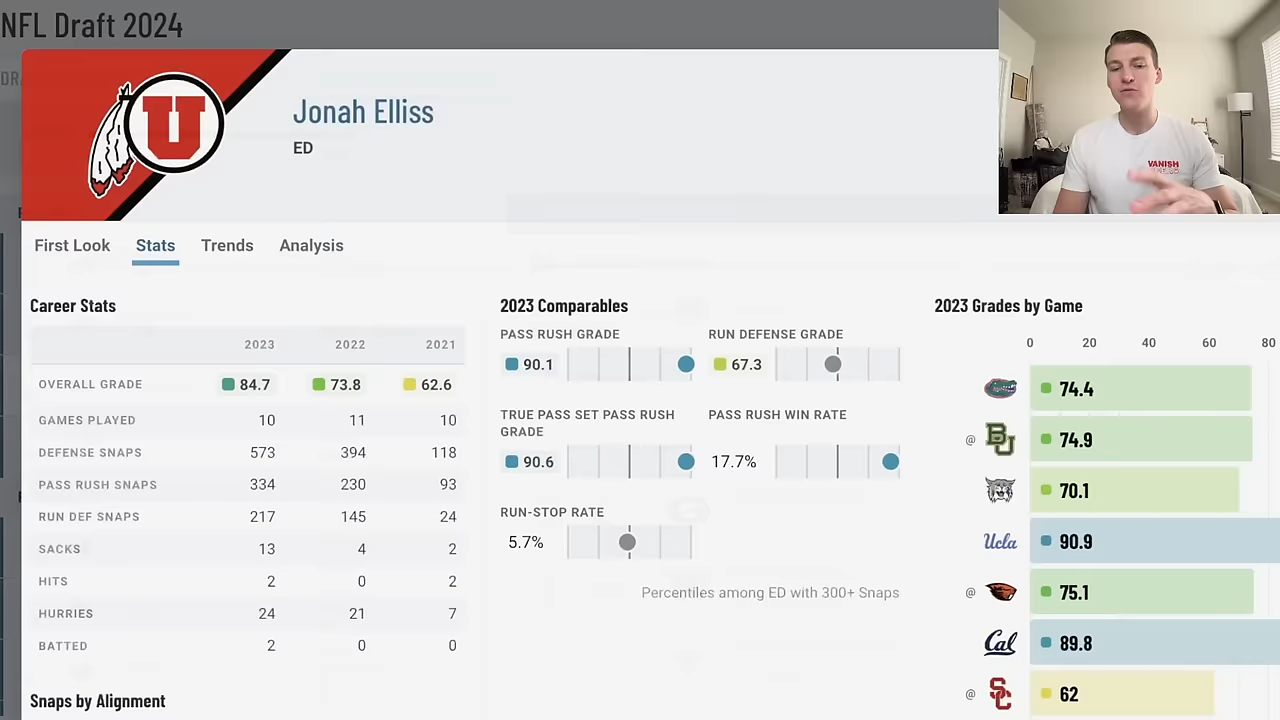 NFL Draft 2024
Jonah Elliss
ED
First Look Stats Trends Analysis
Career Stats
2023 2022 2021
OVERALL GRADE 84.7 73.8 62.6
GAMES PLAYED 10 11 10
DEFENSE SNAPS 573 394 118
PASS RUSH SNAPS 334 230 93
RUN DEF SNAPS 217 145 24
SACKS 13 4 2
HITS 2 0 2
HURRIES 24 21 7
BATTED 2 0 0
Snaps by Alignment
2023 Comparables
PASS RUSH GRADE
90.1
RUN DEFENSE GRADE
67.3
TRUE PASS SET PASS RUSH
GRADE
90.6
PASS RUSH WIN RATE
17.7%
RUN-STOP RATE
5.7%
Percentiles among ED with 300+ Snaps
2023 Grades by Game
0 20 40 60 80
74.4
@ BU 74.9
70.1
Ucla 90.9
@ 75.1
Cal 89.8
@ SC 62
U
VANISH